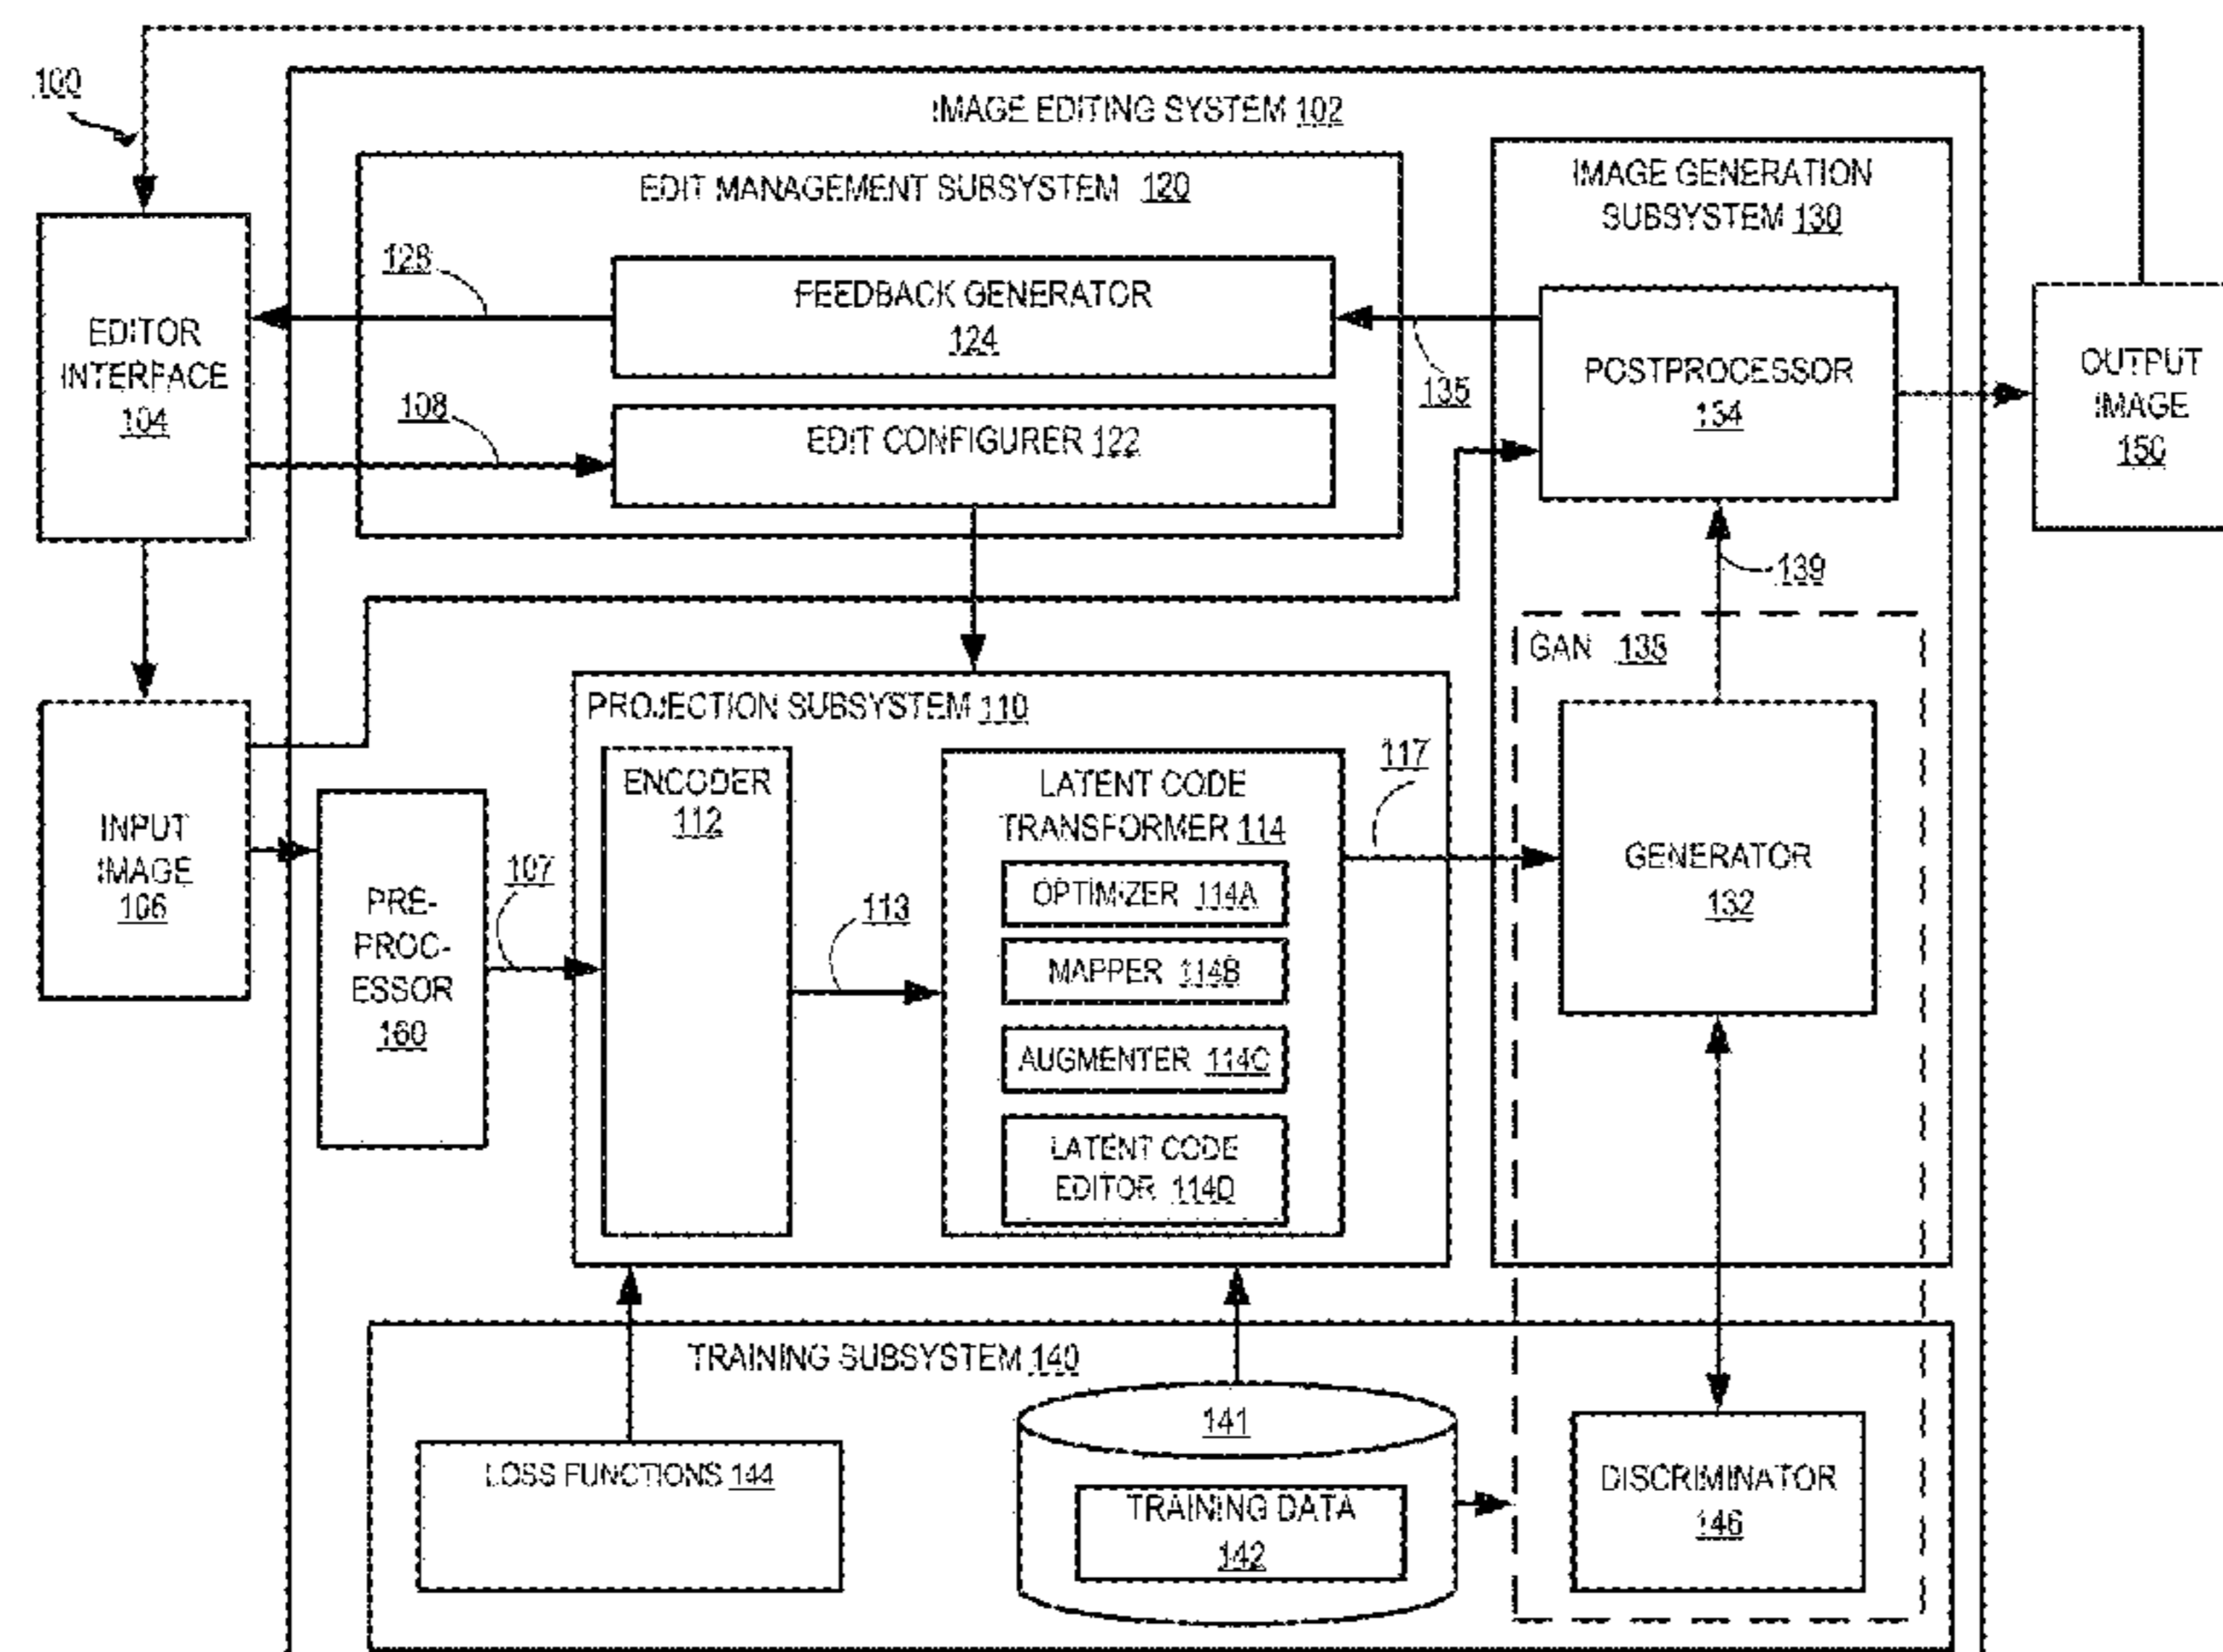 100
IMAGE EDITING SYSTEM 102
EDIT MANAGEMENT SUBSYSTEM 120
IMAGE GENERATION
SUBSYSTEM 130
128
FEEDBACK GENERATOR
124
EDITOR
INTERFACE
104
135
POSTPROCESSOR
134
OUTPUT
IMAGE
150
108
EDIT CONFIGURER 122
139
GAN 138
PROJECTION SUBSYSTEM 110
INPUT
IMAGE
106
PRE-
PROC-
ESSOR
160
107
ENCODER
112
113
LATENT CODE
TRANSFORMER 114
OPTIMIZER 114A
MAPPER 114B
AUGMENTER 114C
LATENT CODE
EDITOR 114D
117
GENERATOR
132
TRAINING SUBSYSTEM 140
LOSS FUNCTIONS 144
141
TRAINING DATA
142
DISCRIMINATOR
146